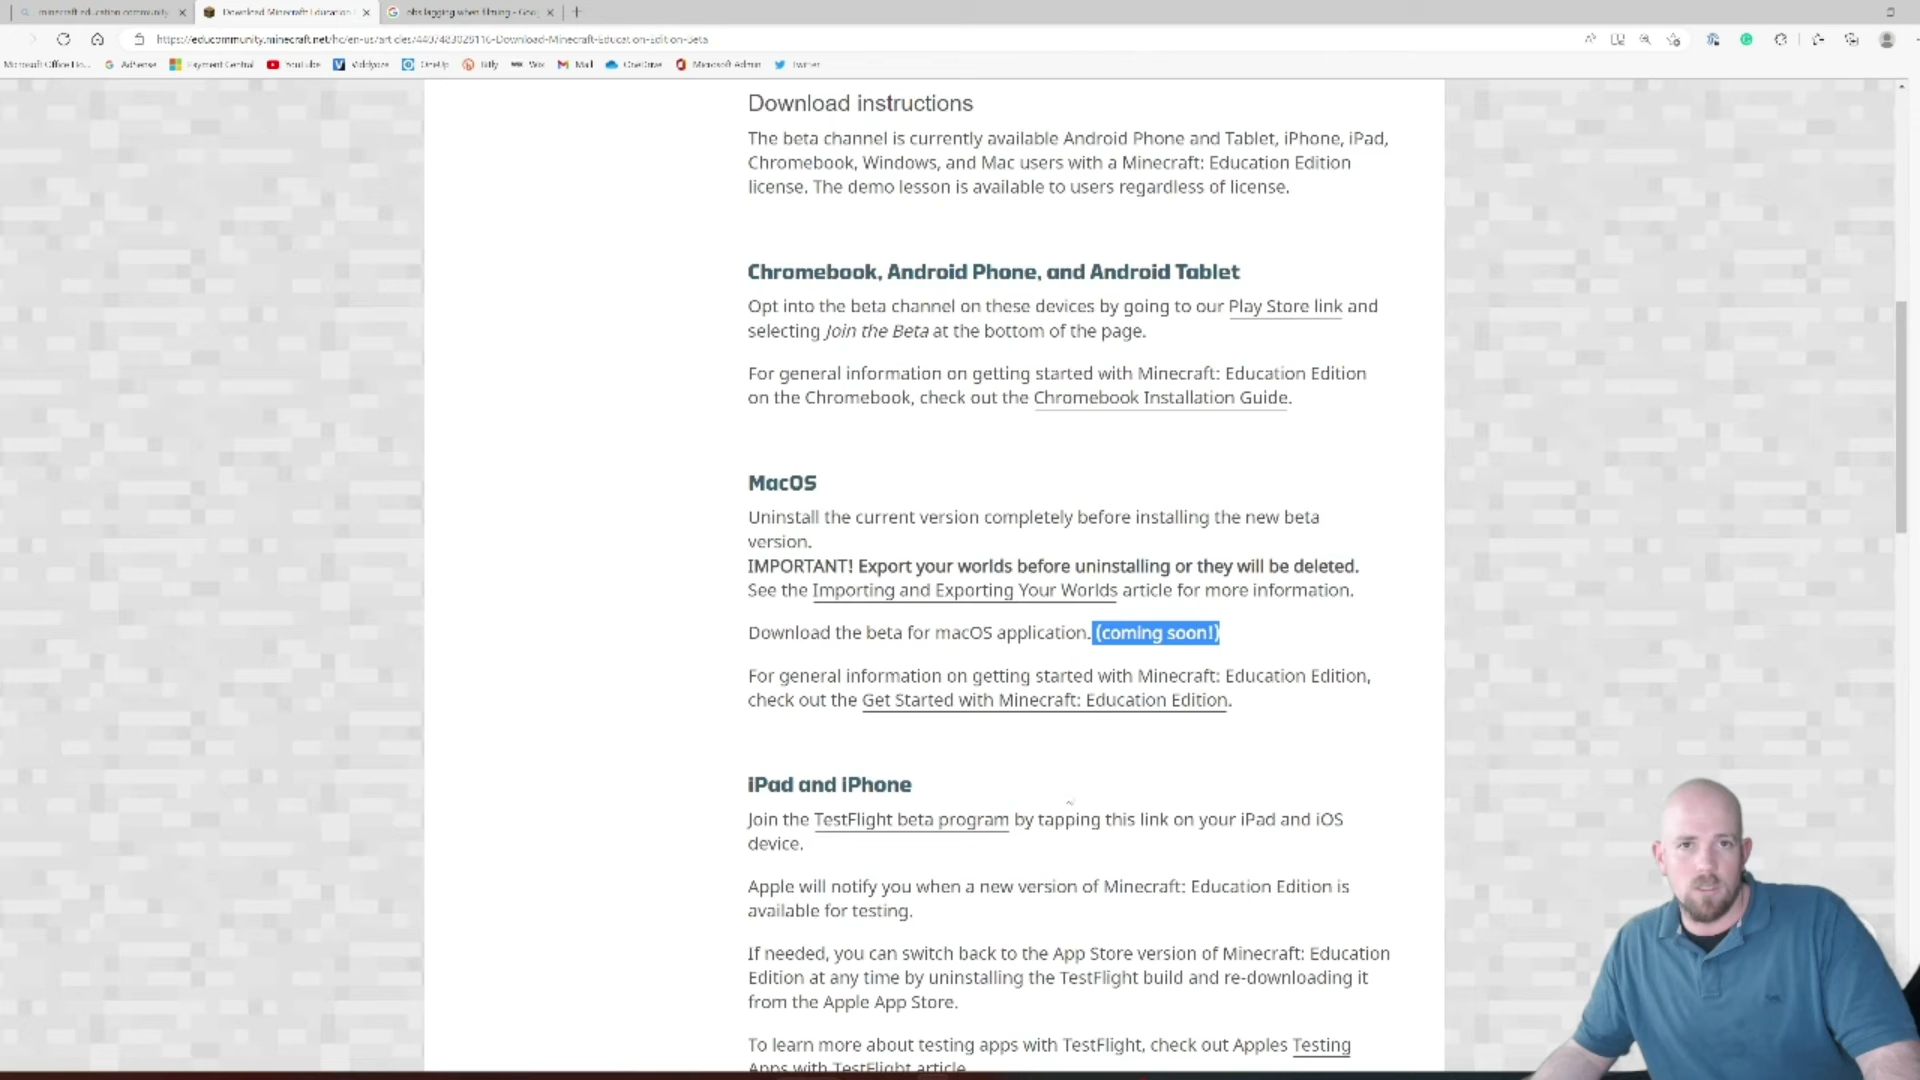 minecraft education community
Download Minecraft: Education
obs lagging when filming - Goo
https://educommunity.minecraft.net/hc/en-us/articles/4407483028116-Download-Minecraft-Education-Edition-Beta
Microsoft Office Ho... AdSense Payment Central YouTube Viddyoze OneUp Bitly WIX Wix Mail OneDrive Microsoft Admin Twitter
Download instructions
The beta channel is currently available Android Phone and Tablet, iPhone, iPad,
Chromebook, Windows, and Mac users with a Minecraft: Education Edition
license. The demo lesson is available to users regardless of license.
Chromebook, Android Phone, and Android Tablet
Opt into the beta channel on these devices by going to our Play Store link and
selecting Join the Beta at the bottom of the page.
For general information on getting started with Minecraft: Education Edition
on the Chromebook, check out the Chromebook Installation Guide.
MacOS
Uninstall the current version completely before installing the new beta
version.
IMPORTANT! Export your worlds before uninstalling or they will be deleted.
See the Importing and Exporting Your Worlds article for more information.
Download the beta for macOS application. (coming soon!)
For general information on getting started with Minecraft: Education Edition,
check out the Get Started with Minecraft: Education Edition.
iPad and iPhone
Join the TestFlight beta program by tapping this link on your iPad and iOS
device.
Apple will notify you when a new version of Minecraft: Education Edition is
available for testing.
If needed, you can switch back to the App Store version of Minecraft: Education
Edition at any time by uninstalling the TestFlight build and re-downloading it
from the Apple App Store.
To learn more about testing apps with TestFlight, check out Apples Testing
Apps with TestFlight article.